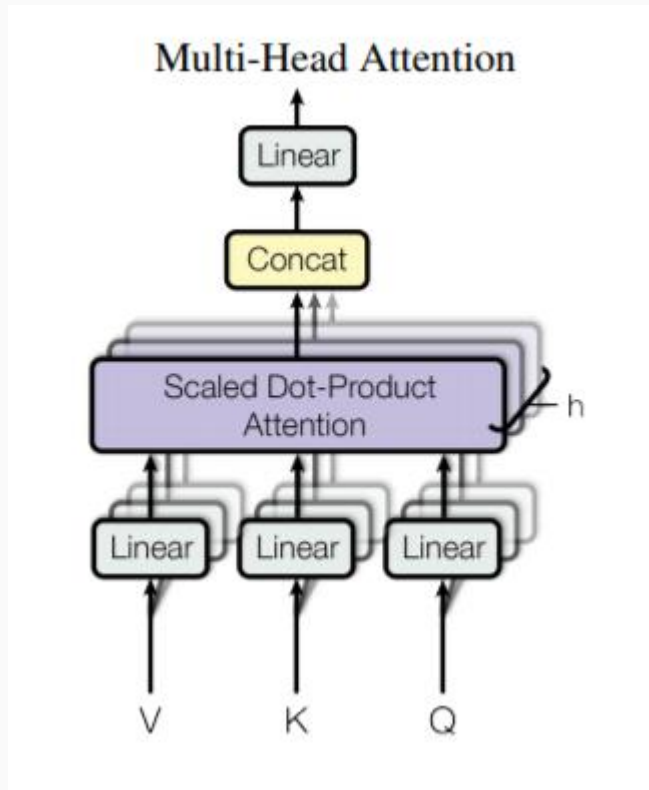 Multi-Head Attention
Linear
Concat
Scaled Dot-Product
Attention
h
Linear Linear Linear
V K Q